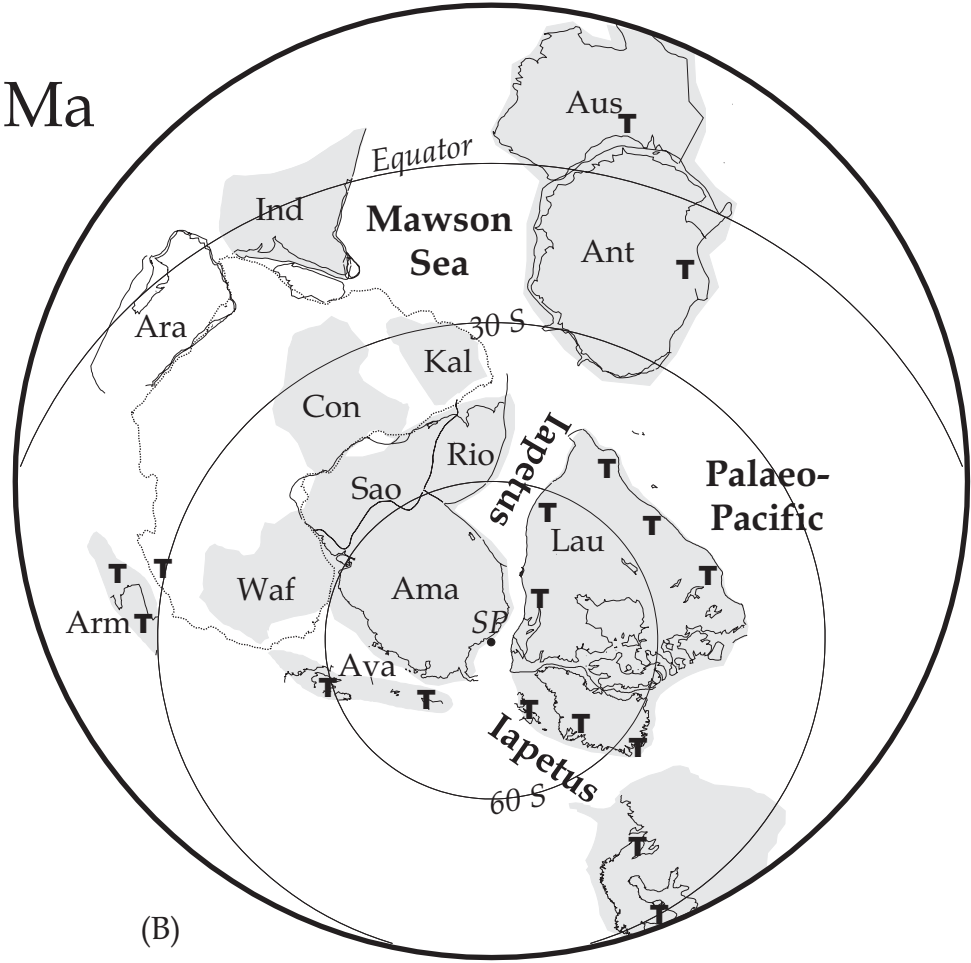 Ma
Aus
T
Equator
Ind
Mawson
Sea
Ant
T
Ara
30 S
Kal
Con
Iapetus
Rio
T
Palaeo-
Pacific
Sao
T
T
Lau
T
T
T
Waf
Ama
T
Arm
T
SP
Ava
T
T
T
T
T
Iapetus
60 S
T
T
(B)